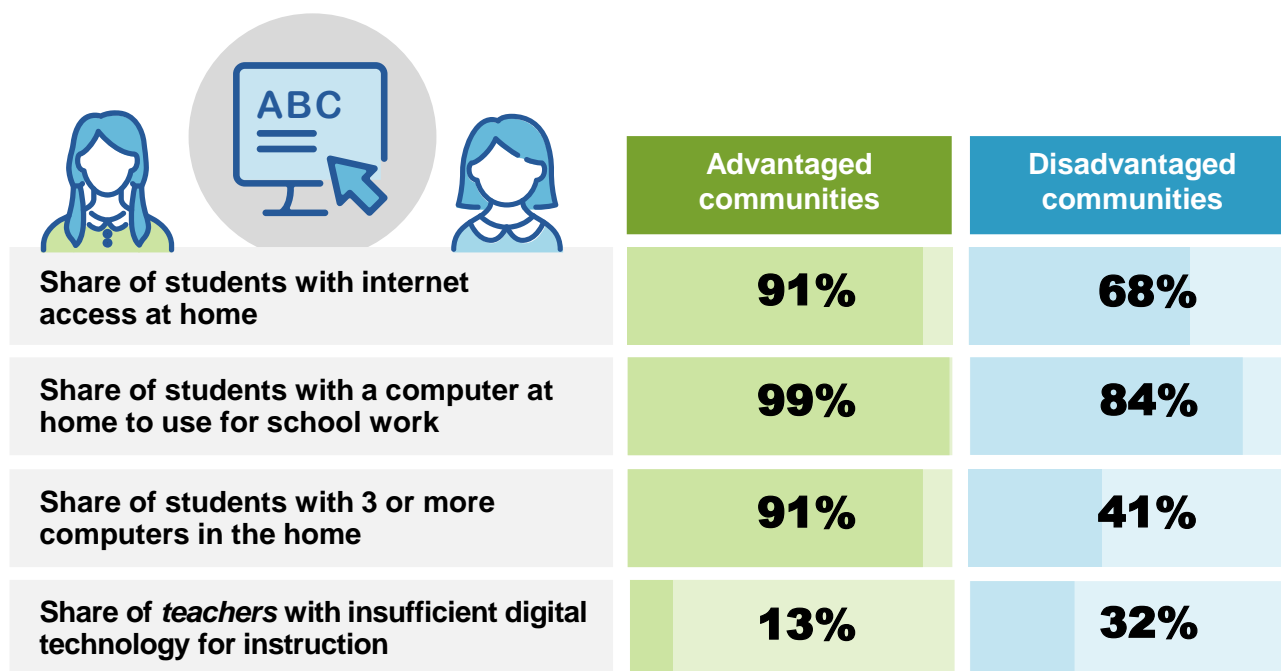 ABC
Advantaged
communities
Disadvantaged
communities
Share of students with internet
access at home
91%
68%
Share of students with a computer at
home to use for school work
99%
84%
Share of students with 3 or more
computers in the home
91%
41%
Share of teachers with insufficient digital
technology for instruction
13%
32%